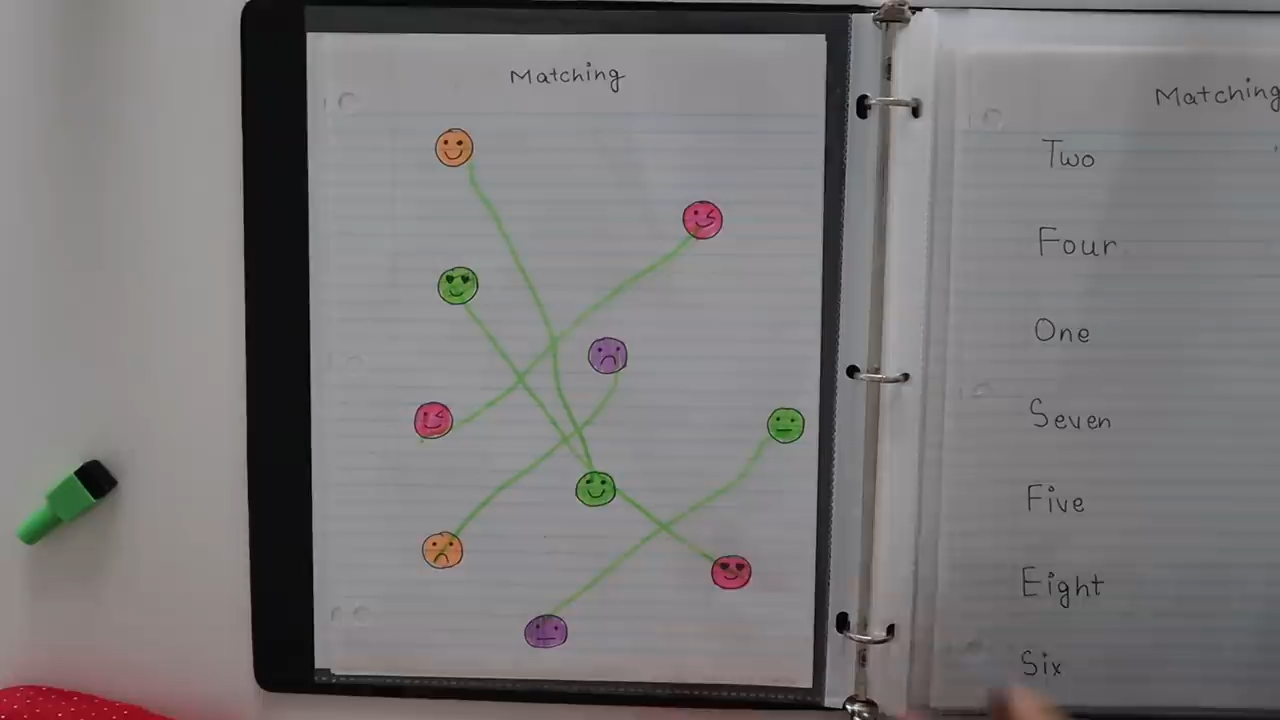 Matching
Matching
Two
Four
One
Seven
Five
Eight
Six